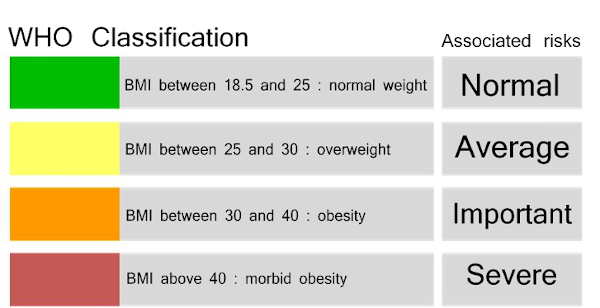 WHO Classification
Associated risks
BMI between 18.5 and 25 : normal weight
Normal
BMI between 25 and 30 : overweight
Average
BMI between 30 and 40 : obesity
Important
BMI above 40 : morbid obesity
Severe